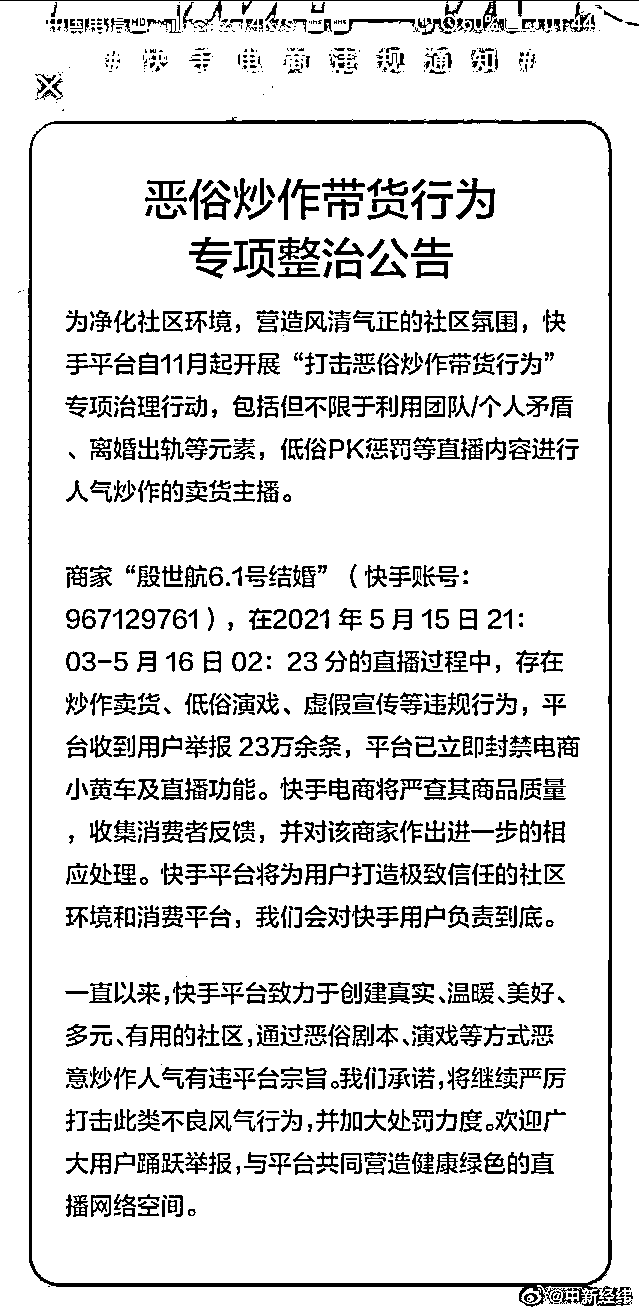 #快手电商违规通知#
恶俗炒作带货行为
专项整治公告
为净化社区环境，营造风清气正的社区氛围，快
手平台自11月起开展“打击恶俗炒作带货行为”
专项治理行动，包括但不限于利用团队/个人矛盾
、离婚出轨等元素，低俗PK惩罚等直播内容进行
人气炒作的卖货主播。
商家“殷世航6.1号结婚”（快手账号：
967129761），在2021年5月15日21：
03-5月16日02：23分的直播过程中，存在
炒作卖货、低俗演戏、虚假宣传等违规行为，平
台收到用户举报23万余条，平台已立即封禁电商
小黄车及直播功能。快手电商将严查其商品质量
，收集消费者反馈，并对该商家作出进一步的相
应处理。快手平台将为用户打造极致信任的社区
环境和消费平台，我们会对快手用户负责到底。
一直以来，快手平台致力于创建真实、温暖、美好、
多元、有用的社区，通过恶俗剧本、演戏等方式恶
意炒作人气有违平台宗旨。我们承诺，将继续严厉
打击此类不良风气行为，并加大处罚力度。欢迎广
大用户踊跃举报，与平台共同营造健康绿色的直
播网络空间。
@中新经纬